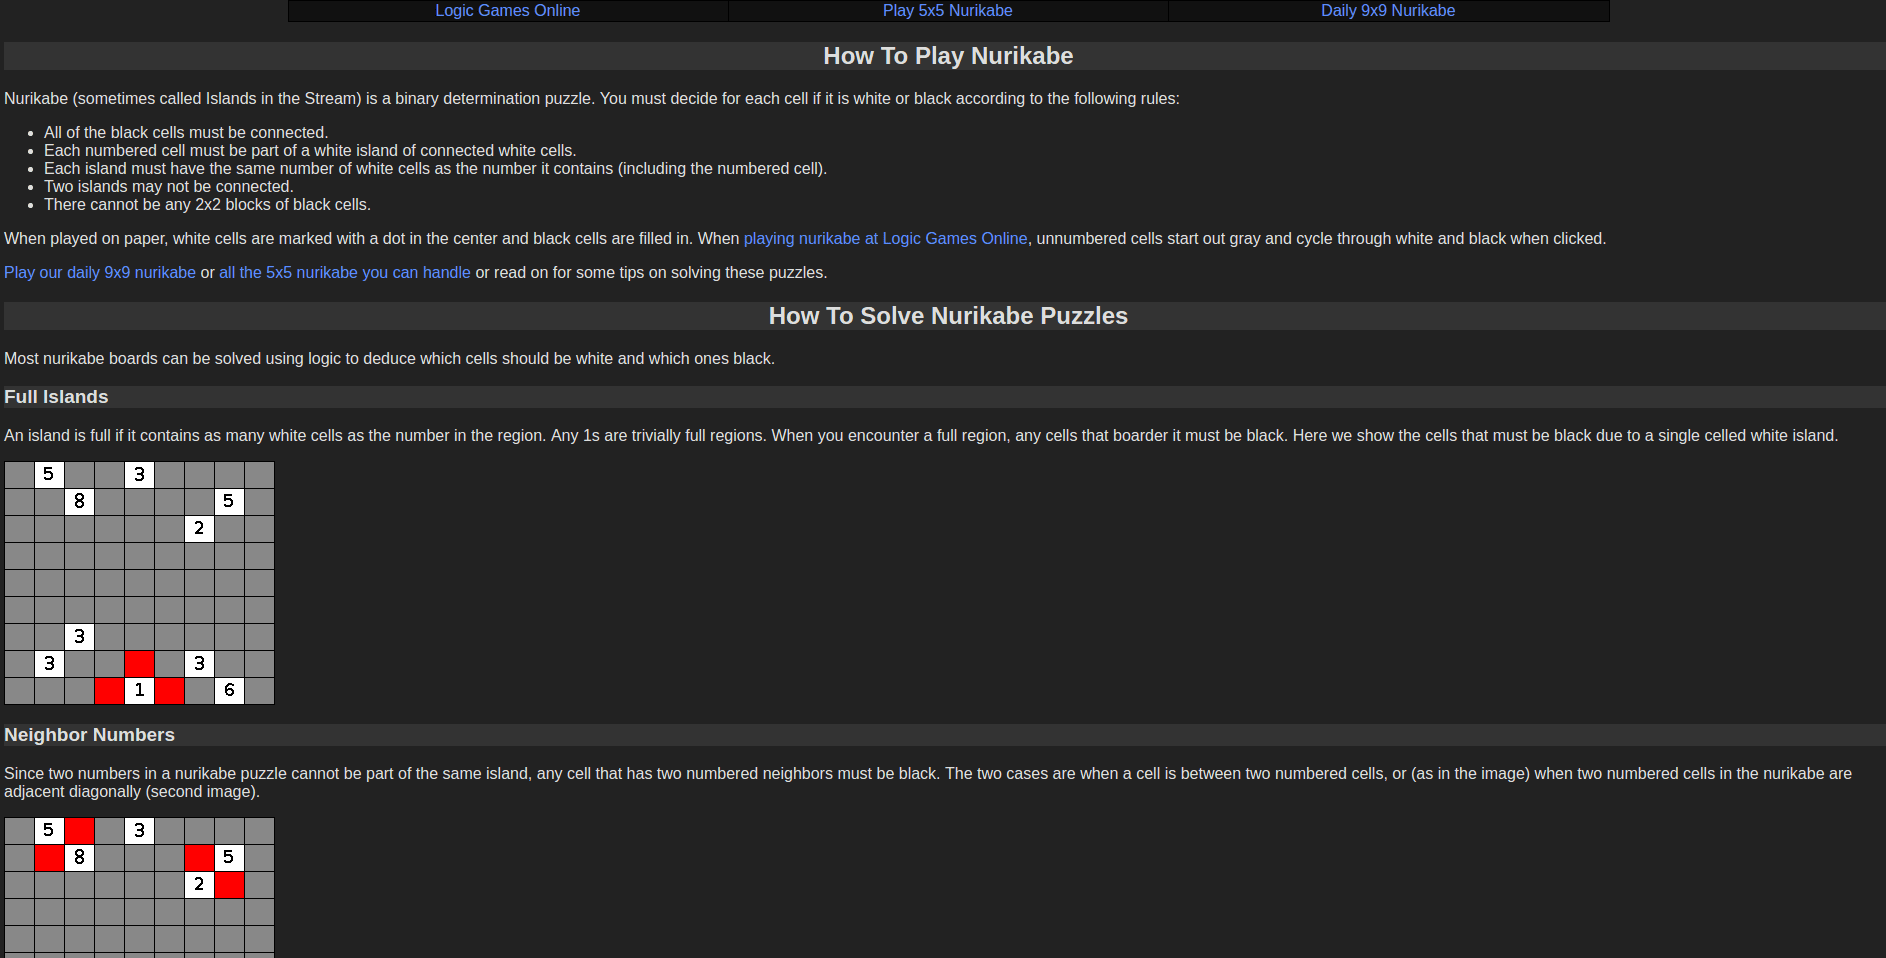 Logic Games Online Play 5x5 Nurikabe Daily 9x9 Nurikabe
How To Play Nurikabe
Nurikabe (sometimes called Islands in the Stream) is a binary determination puzzle. You must decide for each cell if it is white or black according to the following rules:
• All of the black cells must be connected.
• Each numbered cell must be part of a white island of connected white cells.
• Each island must have the same number of white cells as the number it contains (including the numbered cell).
• Two islands may not be connected.
• There cannot be any 2x2 blocks of black cells.
When played on paper, white cells are marked with a dot in the center and black cells are filled in. When playing nurikabe at Logic Games Online, unnumbered cells start out gray and cycle through white and black when clicked.
Play our daily 9x9 nurikabe or all the 5x5 nurikabe you can handle or read on for some tips on solving these puzzles.
How To Solve Nurikabe Puzzles
Most nurikabe boards can be solved using logic to deduce which cells should be white and which ones black.
Full Islands
An island is full if it contains as many white cells as the number in the region. Any 1s are trivially full regions. When you encounter a full region, any cells that boarder it must be black. Here we show the cells that must be black due to a single celled white island.
5 3
8 5
2
3
3 3
1 6
Neighbor Numbers
Since two numbers in a nurikabe puzzle cannot be part of the same island, any cell that has two numbered neighbors must be black. The two cases are when a cell is between two numbered cells, or (as in the image) when two numbered cells in the nurikabe are
adjacent diagonally (second image).
5 3
8 5
2